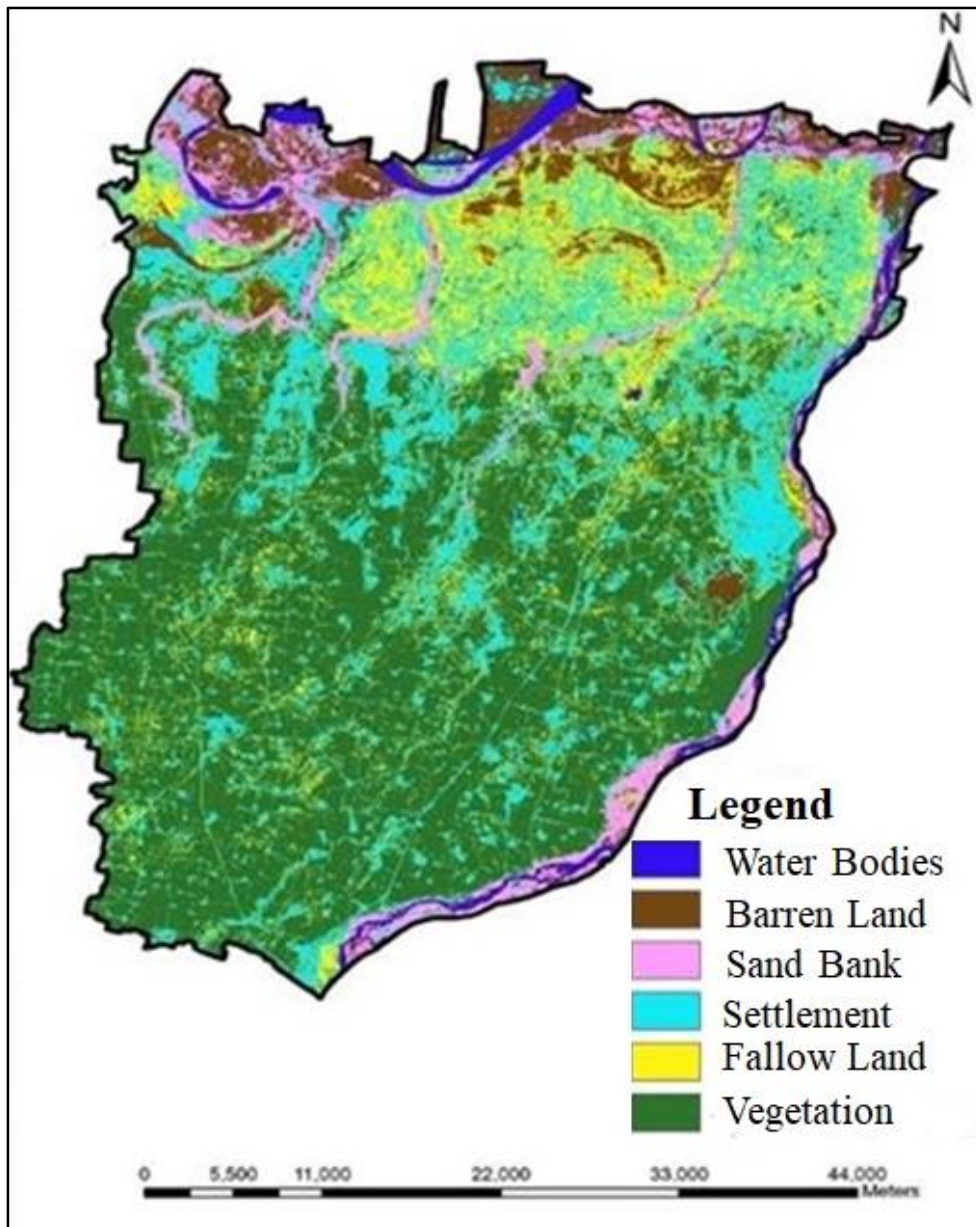 N
Legend
Water Bodies
Barren Land
Sand Bank
Settlement
Fallow Land
Vegetation
0 5,500 11,000 22,000 33,000 44,000
Meters